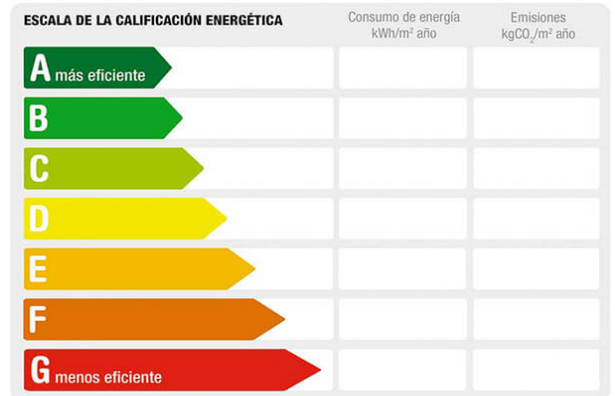 ESCALA DE LA CALIFICACIÓN ENERGÉTICA
Consumo de energía
kWh/m² año
Emisiones
kgCO₂/m² año
A más eficiente
B
C
D
E
F
G menos eficiente